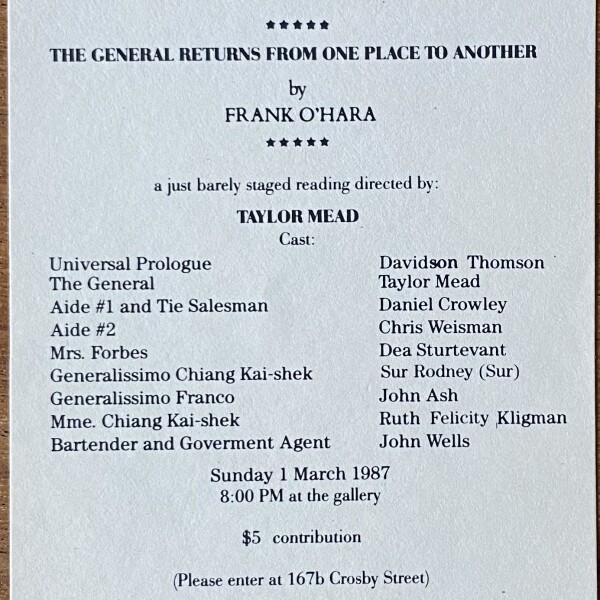 ★★★★★
THE GENERAL RETURNS FROM ONE PLACE TO ANOTHER
by
FRANK O'HARA
★★★★★
a just barely staged reading directed by:
TAYLOR MEAD
Cast:
Universal Prologue Davidson Thomson
The General Taylor Mead
Aide #1 and Tie Salesman Daniel Crowley
Aide #2 Chris Weisman
Mrs. Forbes Dea Sturtevant
Generalissimo Chiang Kai-shek Sur Rodney (Sur)
Generalissimo Franco John Ash
Mme. Chiang Kai-shek Ruth Felicity Kligman
Bartender and Goverment Agent John Wells
Sunday 1 March 1987
8:00 PM at the gallery
$5 contribution
(Please enter at 167b Crosby Street)